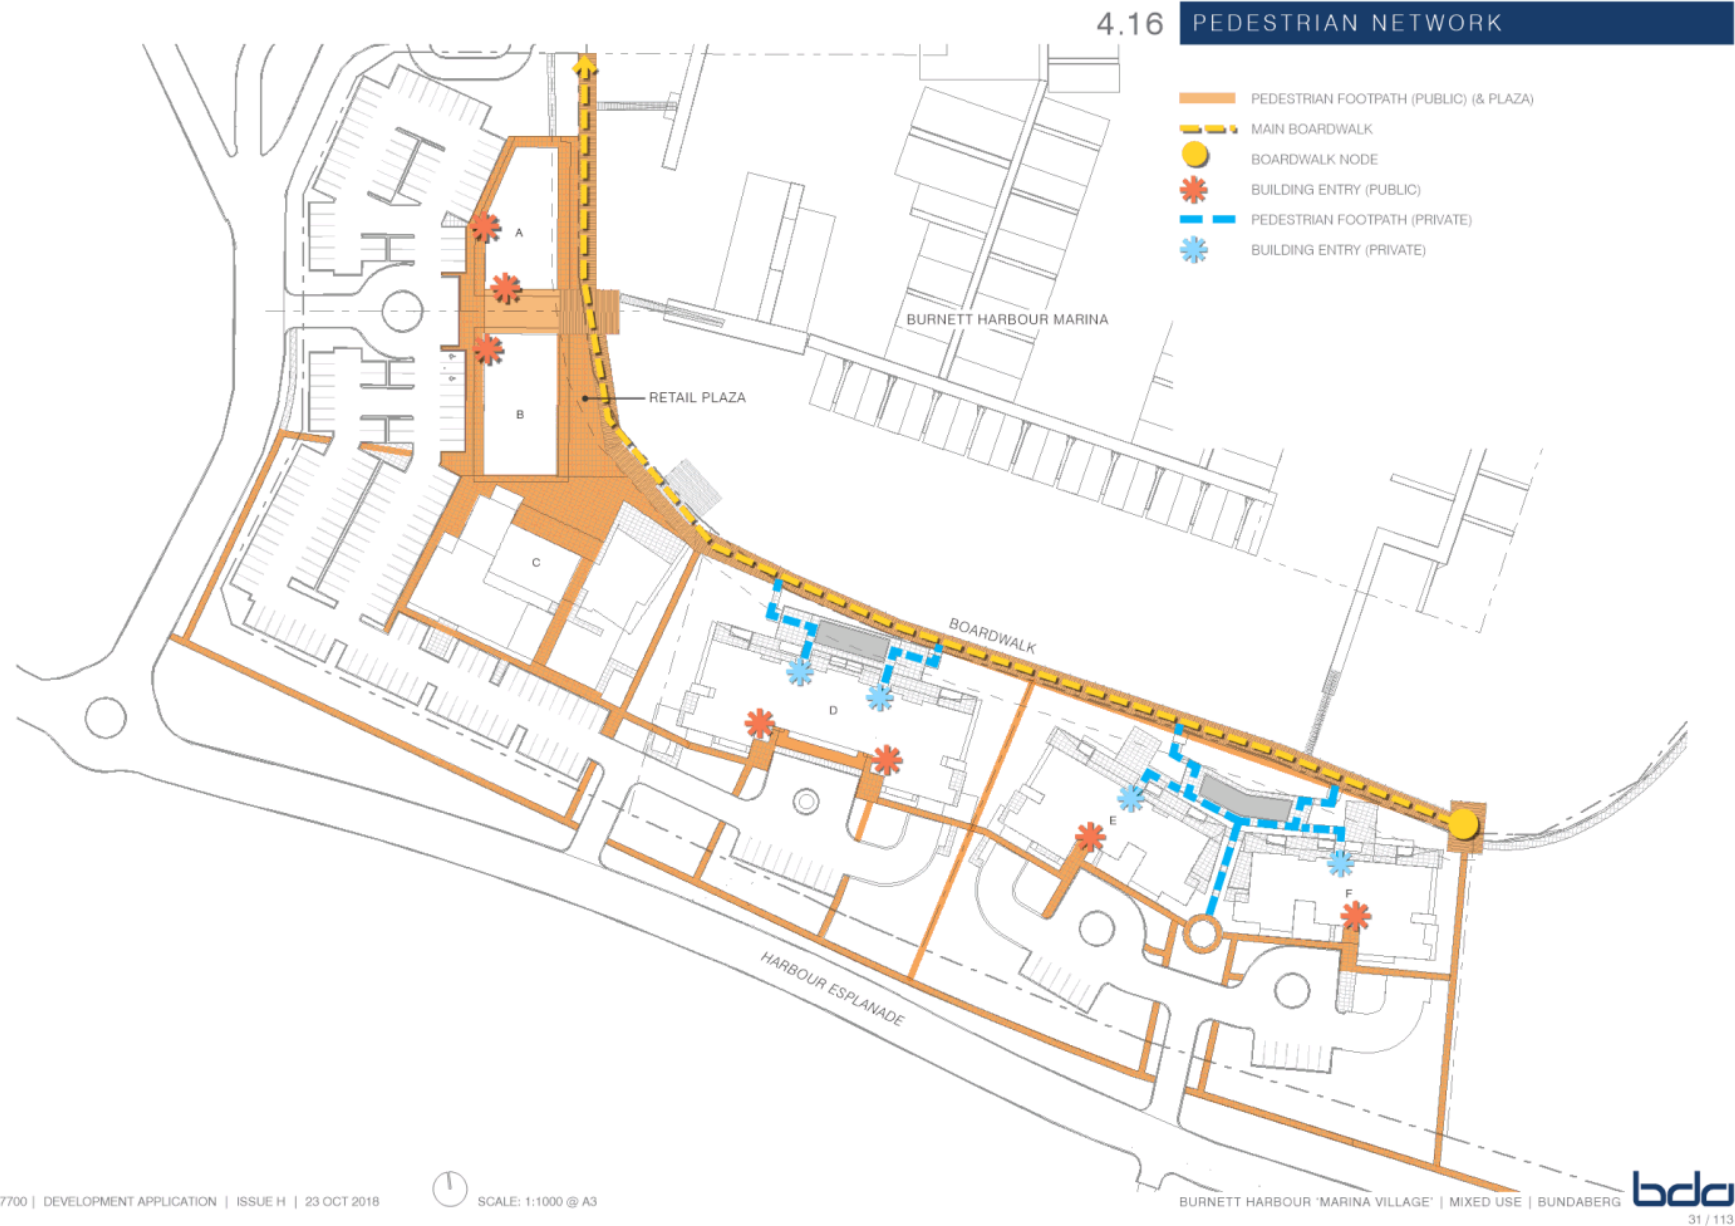 4.16 PEDESTRIAN NETWORK
PEDESTRIAN FOOTPATH (PUBLIC) (& PLAZA)
MAIN BOARDWALK
BOARDWALK NODE
BUILDING ENTRY (PUBLIC)
PEDESTRIAN FOOTPATH (PRIVATE)
BUILDING ENTRY (PRIVATE)
A
BURNETT HARBOUR MARINA
RETAIL PLAZA
B
C
BOARDWALK
D
E
F
HARBOUR ESPLANADE
7700 | DEVELOPMENT APPLICATION | ISSUE H | 23 OCT 2018
SCALE: 1:1000 @ A3
BURNETT HARBOUR 'MARINA VILLAGE' | MIXED USE | BUNDABERG
bda
31 / 113